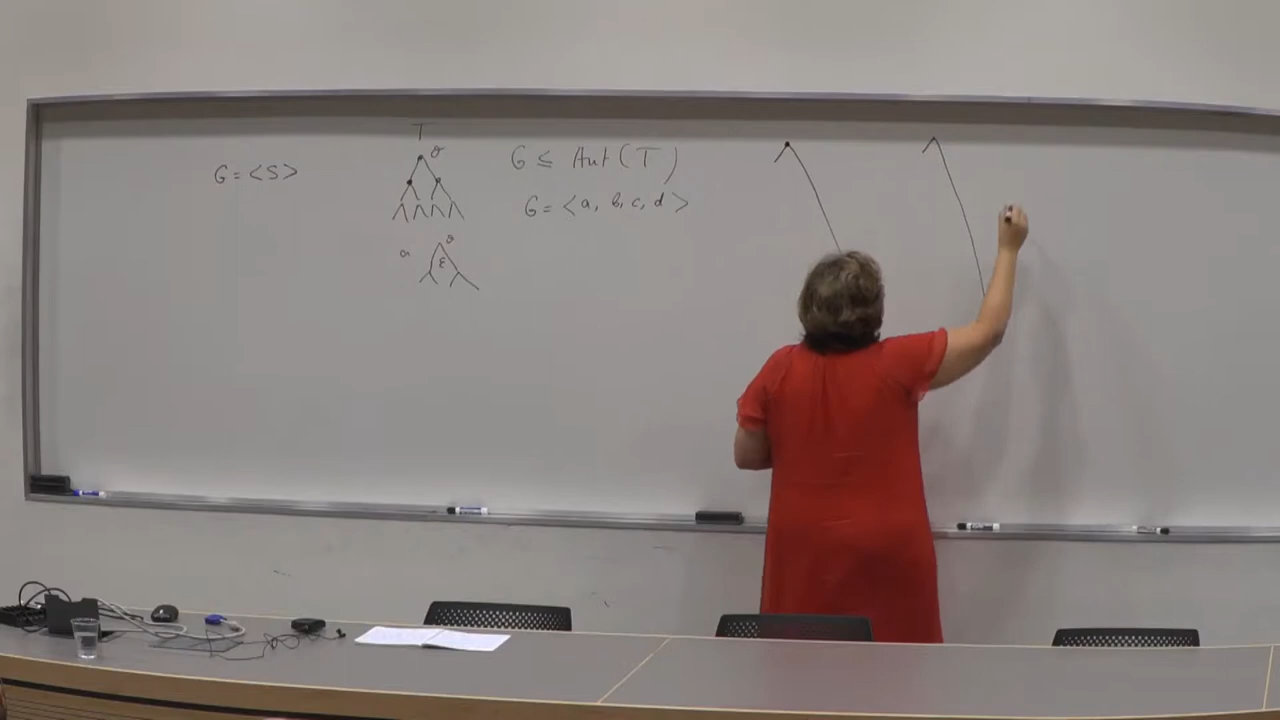 G = <S>
T
G ≤ Aut(T)
G = <a, b, c, d>
a
ε